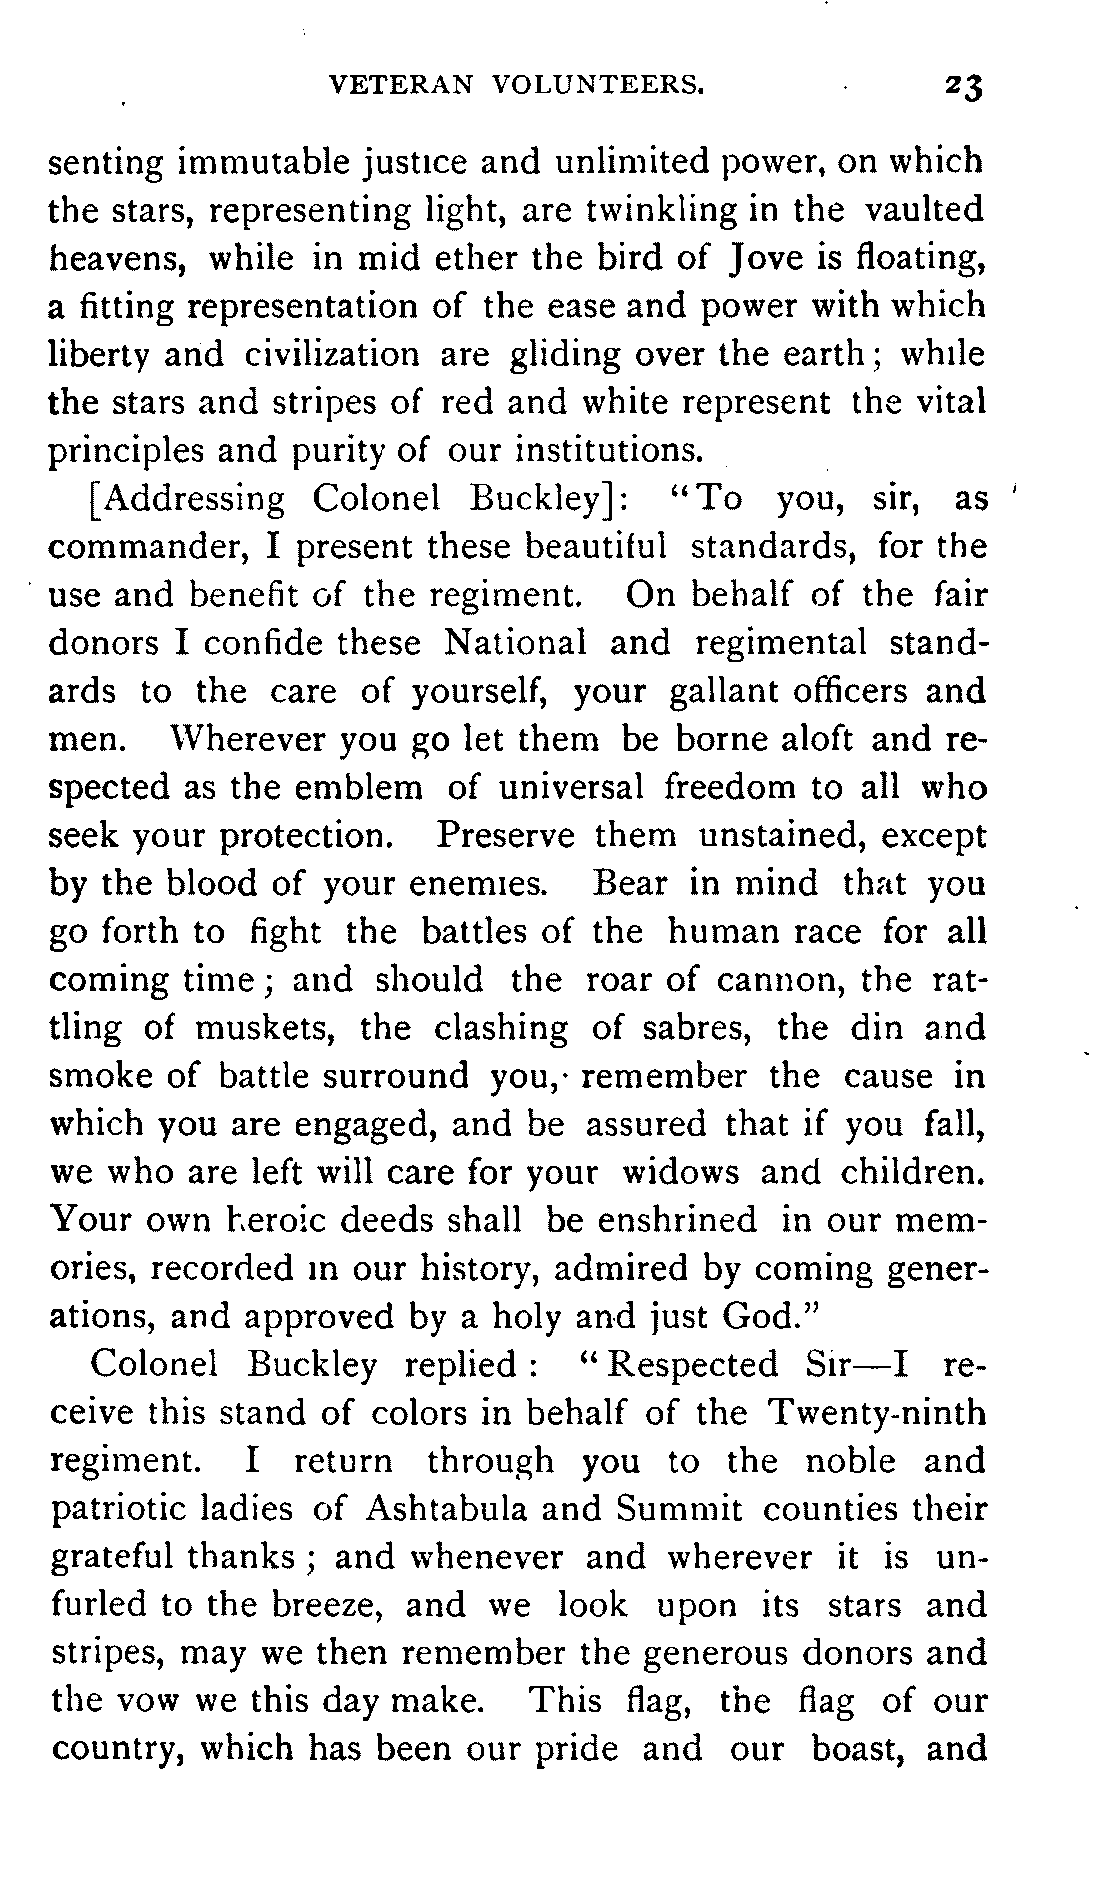 VETERAN VOLUNTEERS. 23
senting immutable justice and unlimited power, on which
the stars, representing light, are twinkling in the vaulted
heavens, while in mid ether the bird of Jove is floating,
a fitting representation of the ease and power with which
liberty and civilization are gliding over the earth; while
the stars and stripes of red and white represent the vital
principles and purity of our institutions.
[Addressing Colonel Buckley]: "To you, sir, as
commander, I present these beautiful standards, for the
use and benefit of the regiment. On behalf of the fair
donors I confide these National and regimental stand-
ards to the care of yourself, your gallant officers and
men. Wherever you go let them be borne aloft and re-
spected as the emblem of universal freedom to all who
seek your protection. Preserve them unstained, except
by the blood of your enemies. Bear in mind that you
go forth to fight the battles of the human race for all
coming time; and should the roar of cannon, the rat-
tling of muskets, the clashing of sabres, the din and
smoke of battle surround you, remember the cause in
which you are engaged, and be assured that if you fall,
we who are left will care for your widows and children.
Your own heroic deeds shall be enshrined in our mem-
ories, recorded in our history, admired by coming gener-
ations, and approved by a holy and just God."
Colonel Buckley replied: "Respected Sir—I re-
ceive this stand of colors in behalf of the Twenty-ninth
regiment. I return through you to the noble and
patriotic ladies of Ashtabula and Summit counties their
grateful thanks; and whenever and wherever it is un-
furled to the breeze, and we look upon its stars and
stripes, may we then remember the generous donors and
the vow we this day make. This flag, the flag of our
country, which has been our pride and our boast, and